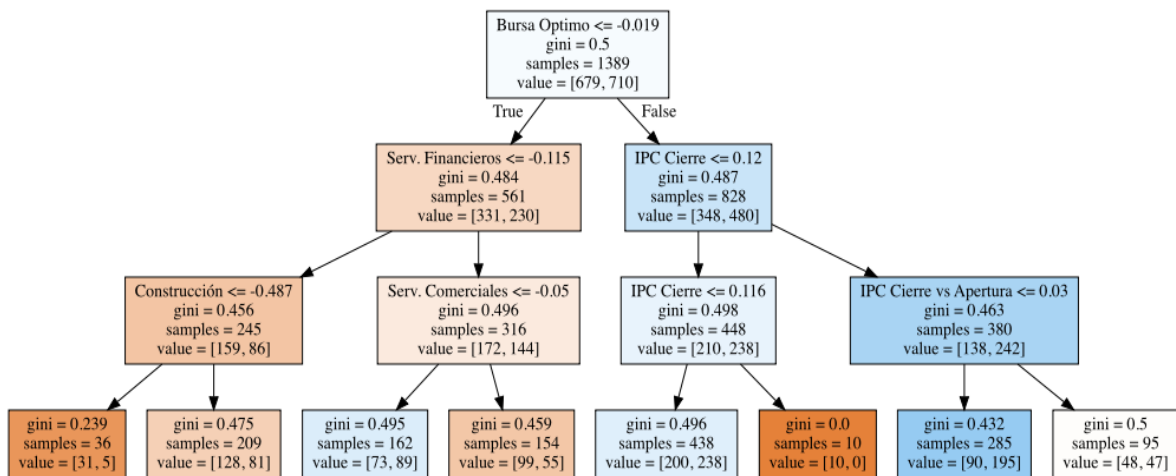 Bursa Optimo <= -0.019
gini = 0.5
samples = 1389
value = [679, 710]
True
False
Serv. Financieros <= -0.115
gini = 0.484
samples = 561
value = [331, 230]
IPC Cierre <= 0.12
gini = 0.487
samples = 828
value = [348, 480]
Construcción <= -0.487
gini = 0.456
samples = 245
value = [159, 86]
Serv. Comerciales <= -0.05
gini = 0.496
samples = 316
value = [172, 144]
IPC Cierre <= 0.116
gini = 0.498
samples = 448
value = [210, 238]
IPC Cierre vs Apertura <= 0.03
gini = 0.463
samples = 380
value = [138, 242]
gini = 0.239
samples = 36
value = [31, 5]
gini = 0.475
samples = 209
value = [128, 81]
gini = 0.495
samples = 162
value = [73, 89]
gini = 0.459
samples = 154
value = [99, 55]
gini = 0.496
samples = 438
value = [200, 238]
gini = 0.0
samples = 10
value = [10, 0]
gini = 0.432
samples = 285
value = [90, 195]
gini = 0.5
samples = 95
value = [48, 47]